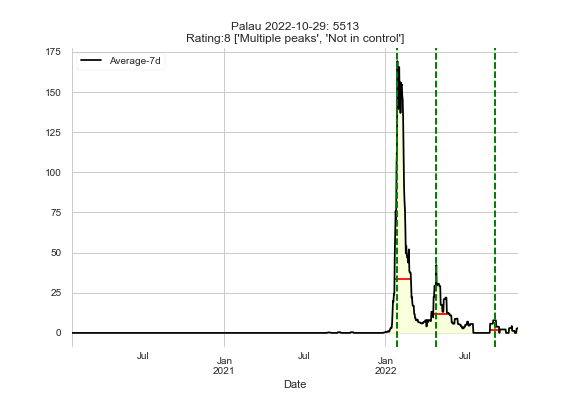 Palau 2022-10-29: 5513
Rating:8 ['Multiple peaks', 'Not in control']
175
Average-7d
150
125
100
75
50
25
0
Jul
Jan
2021
Jul
Jan
2022
Jul
Date